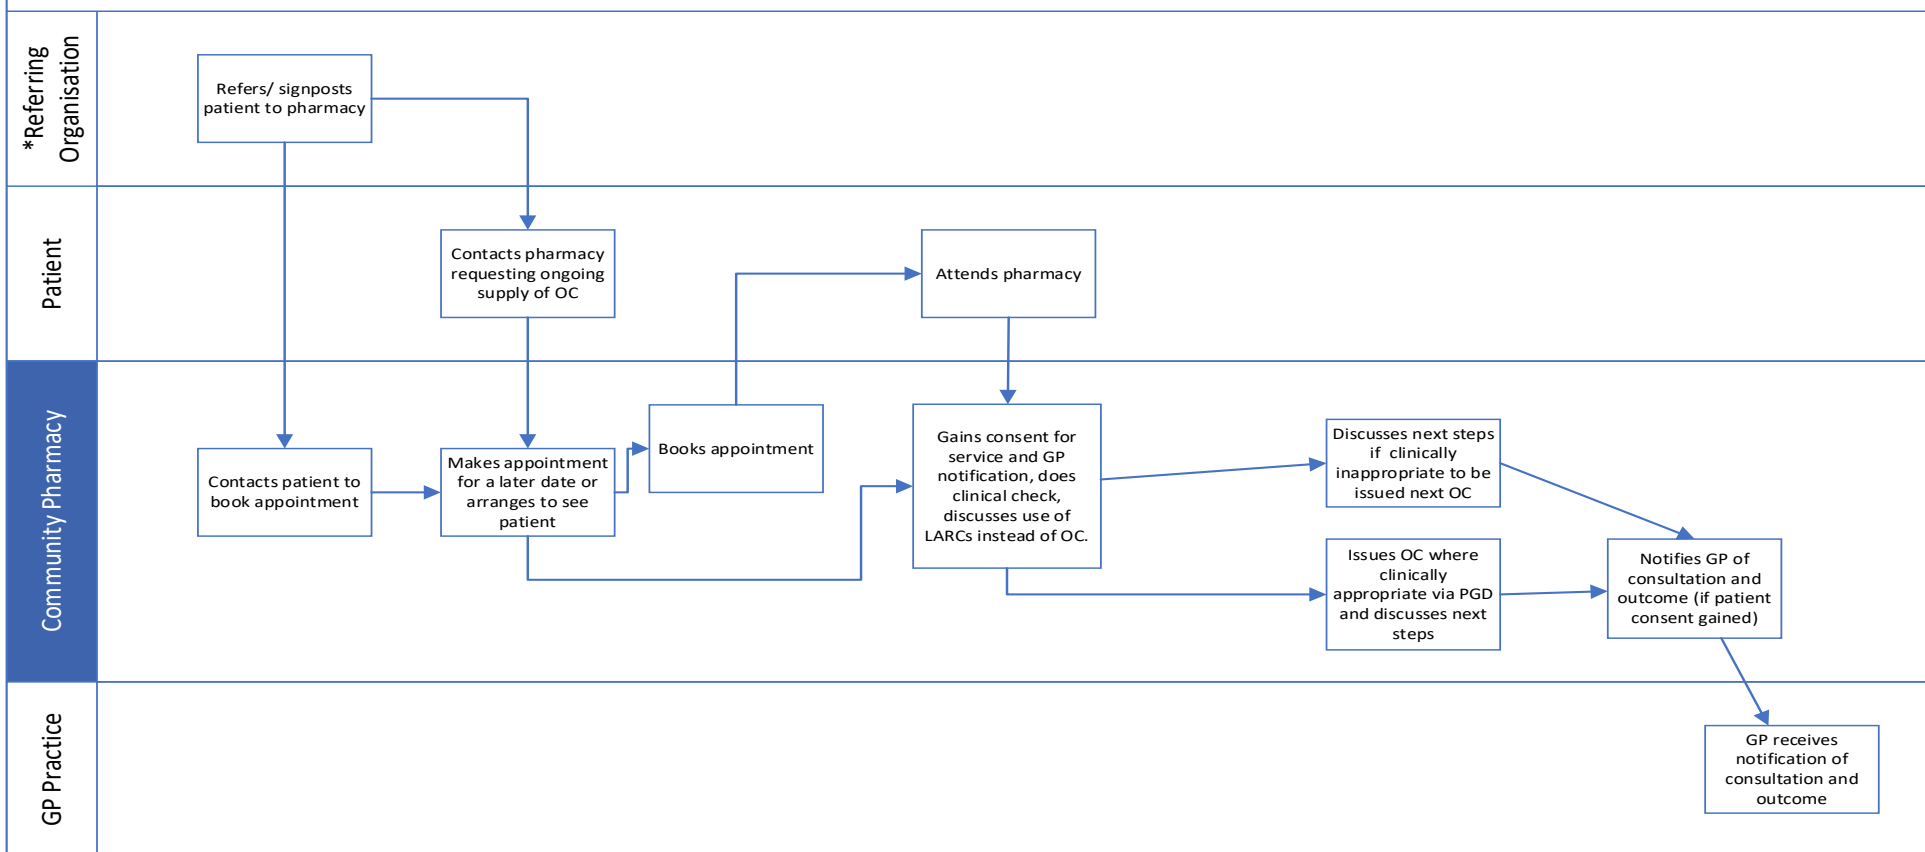 *Referring
Organisation
Refers/ signposts
patient to pharmacy
Patient
Contacts pharmacy
requesting ongoing
supply of OC
Attends pharmacy
Community Pharmacy
Contacts patient to
book appointment
Makes appointment
for a later date or
arranges to see
patient
Books appointment
Gains consent for
service and GP
notification, does
clinical check,
discusses use of
LARCs instead of OC.
Discusses next steps
if clinically
inappropriate to be
issued next OC
Issues OC where
clinically
appropriate via PGD
and discusses next
steps
Notifies GP of
consultation and
outcome (if patient
consent gained)
GP Practice
GP receives
notification of
consultation and
outcome